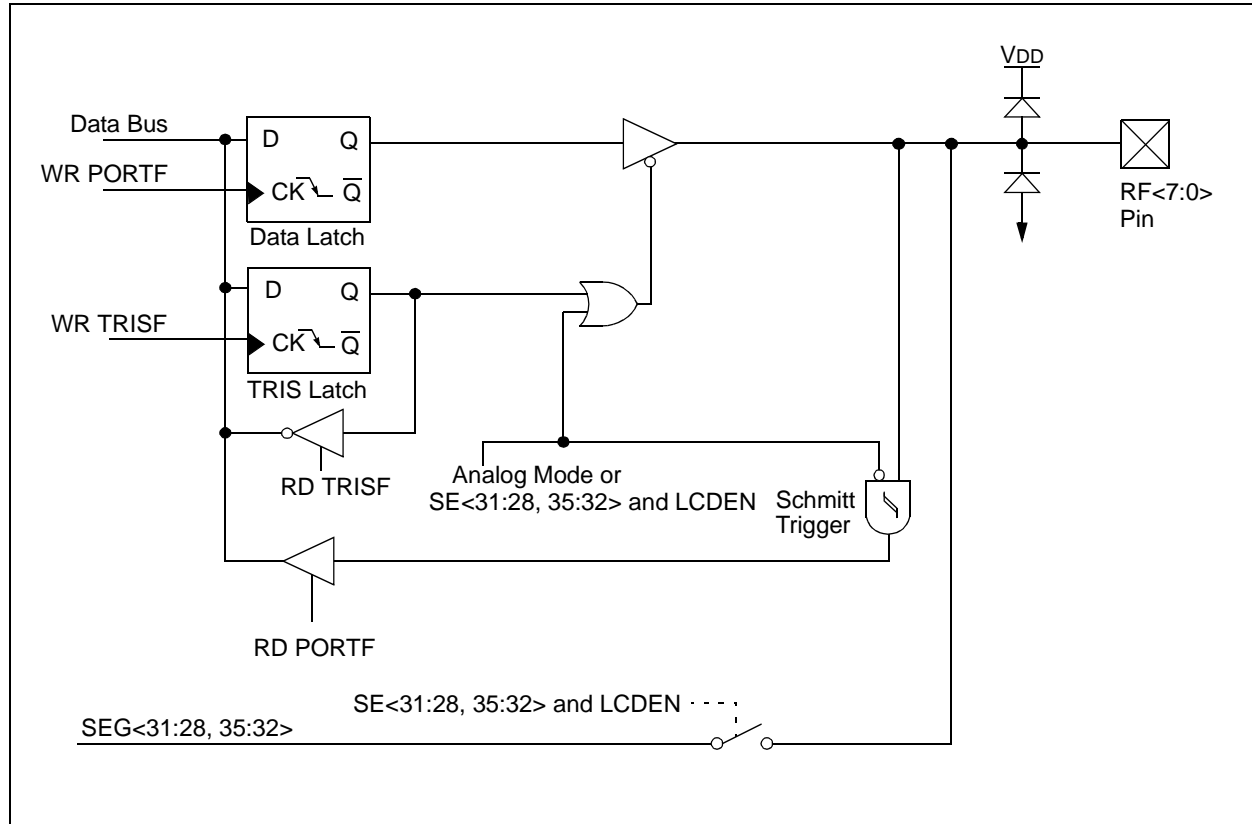 VDD
Data Bus
D Q
WR PORTF
CK Q
RF<7:0>
Pin
Data Latch
D Q
WR TRISF
CK Q
TRIS Latch
RD TRISF
Analog Mode or
SE<31:28, 35:32> and LCDEN
Schmitt
Trigger
RD PORTF
SE<31:28, 35:32> and LCDEN
SEG<31:28, 35:32>